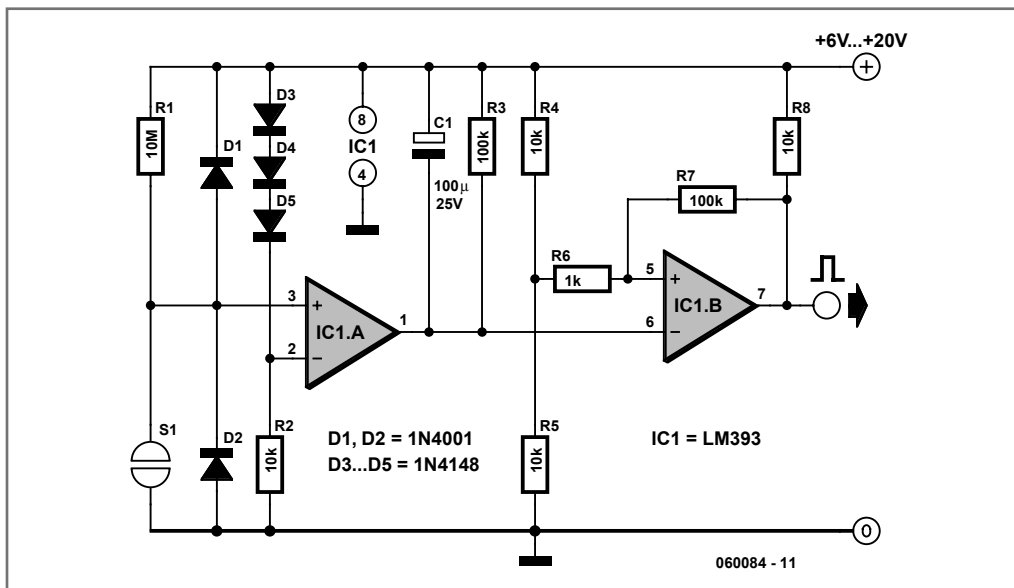 +6V...+20V
+
R1
10M
D1
D3
D4
D5
8
IC1
4
C1
100µ
25V
R3
100k
R4
10k
R8
10k
R7
100k
R6
1k
3
+
2
−
IC1.A
1
5
+
6
−
IC1.B
7
S1
D2
R2
10k
D1, D2 = 1N4001
D3...D5 = 1N4148
R5
10k
IC1 = LM393
0
060084 - 11